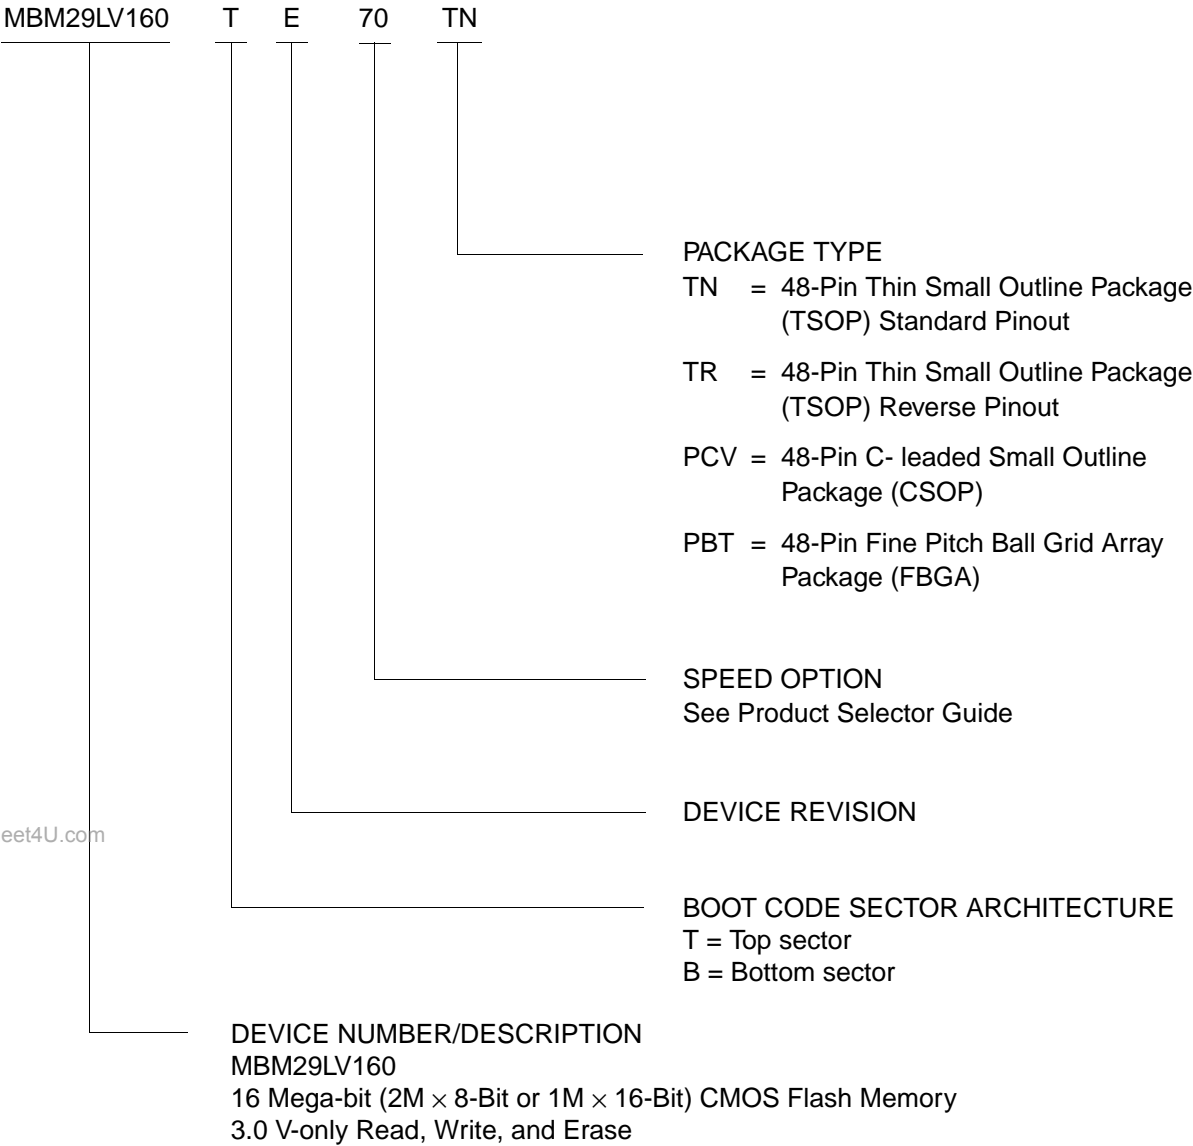 MBM29LV160 T E 70 TN
PACKAGE TYPE
TN = 48-Pin Thin Small Outline Package
(TSOP) Standard Pinout
TR = 48-Pin Thin Small Outline Package
(TSOP) Reverse Pinout
PCV = 48-Pin C- leaded Small Outline
Package (CSOP)
PBT = 48-Pin Fine Pitch Ball Grid Array
Package (FBGA)
SPEED OPTION
See Product Selector Guide
DEVICE REVISION
eet4U.com
BOOT CODE SECTOR ARCHITECTURE
T = Top sector
B = Bottom sector
DEVICE NUMBER/DESCRIPTION
MBM29LV160
16 Mega-bit (2M × 8-Bit or 1M × 16-Bit) CMOS Flash Memory
3.0 V-only Read, Write, and Erase